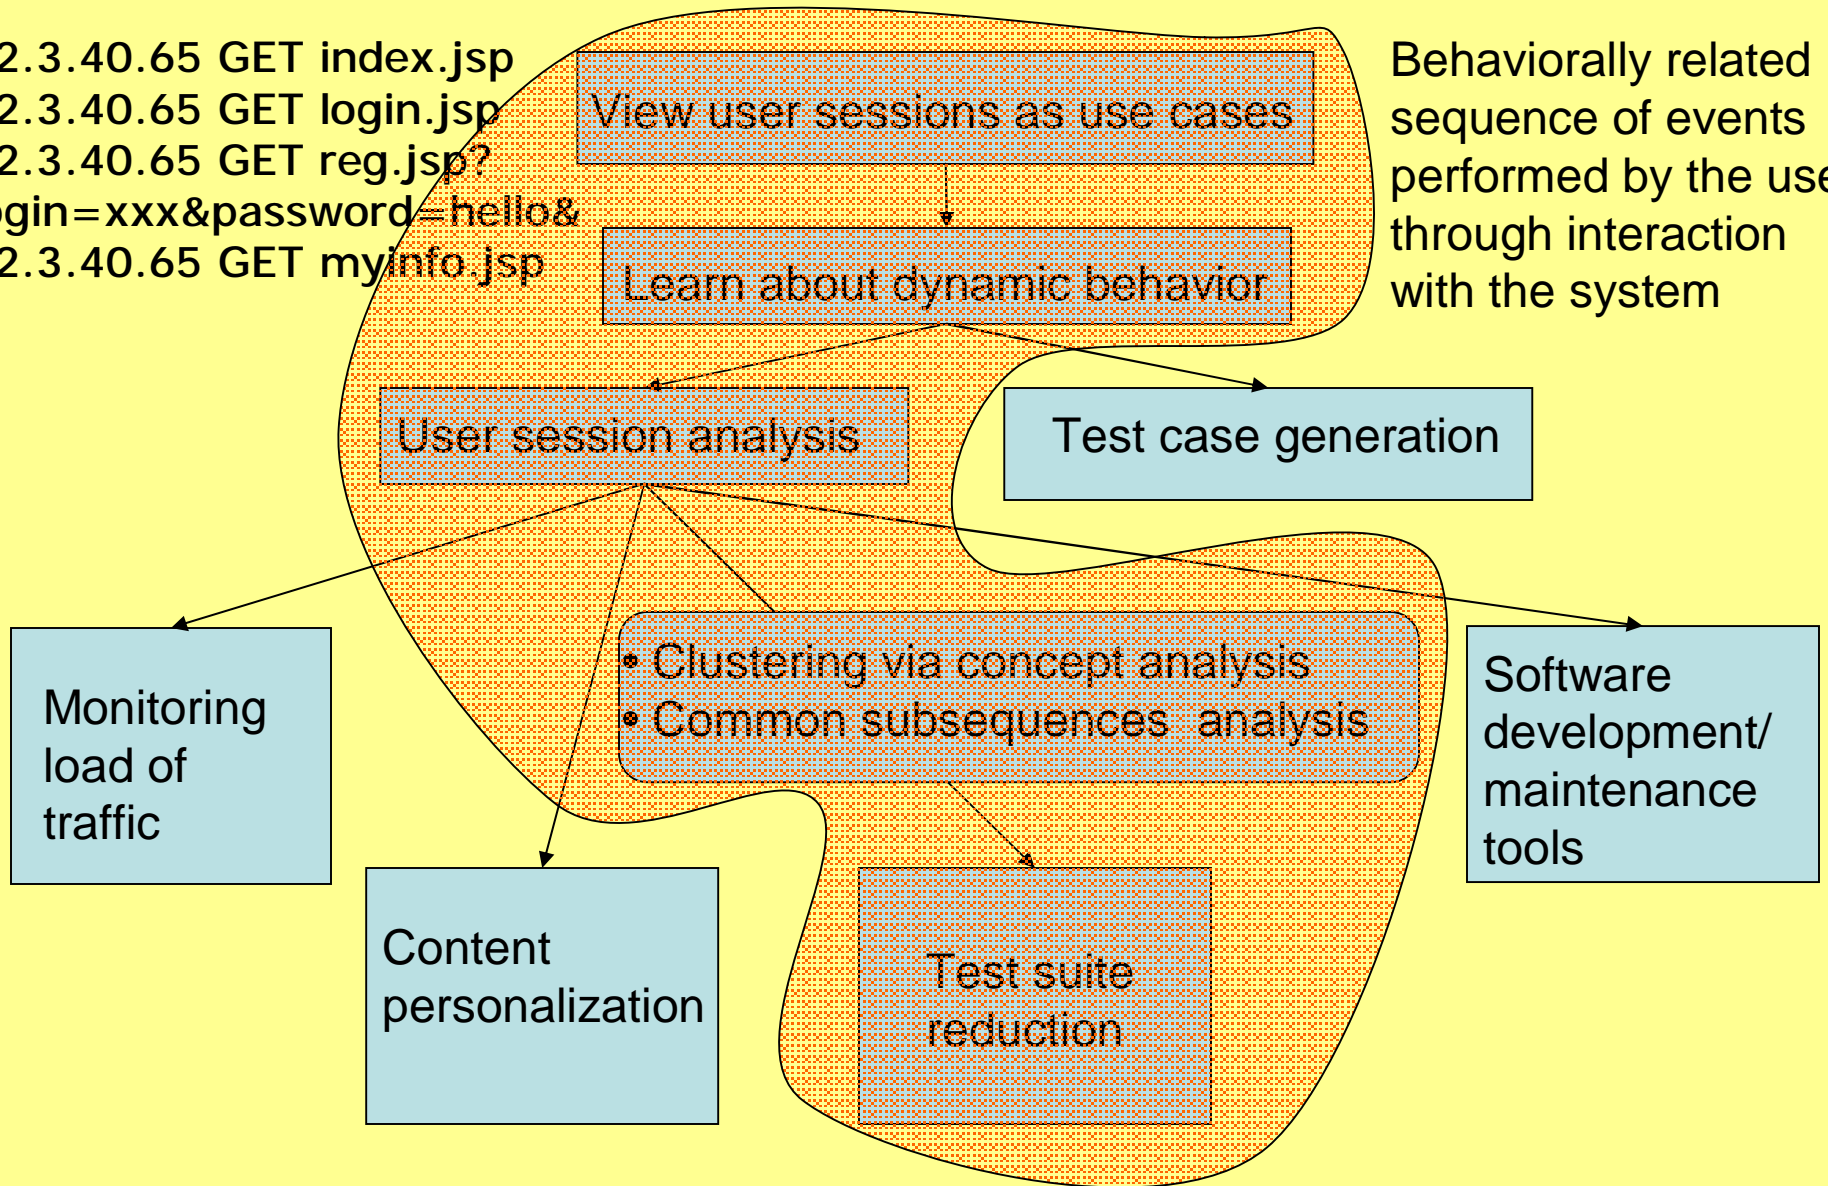 2.3.40.65 GET index.jsp
2.3.40.65 GET login.jsp
2.3.40.65 GET reg.jsp?
ogin=xxx&password=hello&
2.3.40.65 GET myinfo.jsp
View user sessions as use cases
Behaviorally related
sequence of events
performed by the use
through interaction
with the system
Learn about dynamic behavior
User session analysis
Test case generation
• Clustering via concept analysis
• Common subsequences analysis
Monitoring
load of
traffic
Software
development/
maintenance
tools
Content
personalization
Test suite
reduction